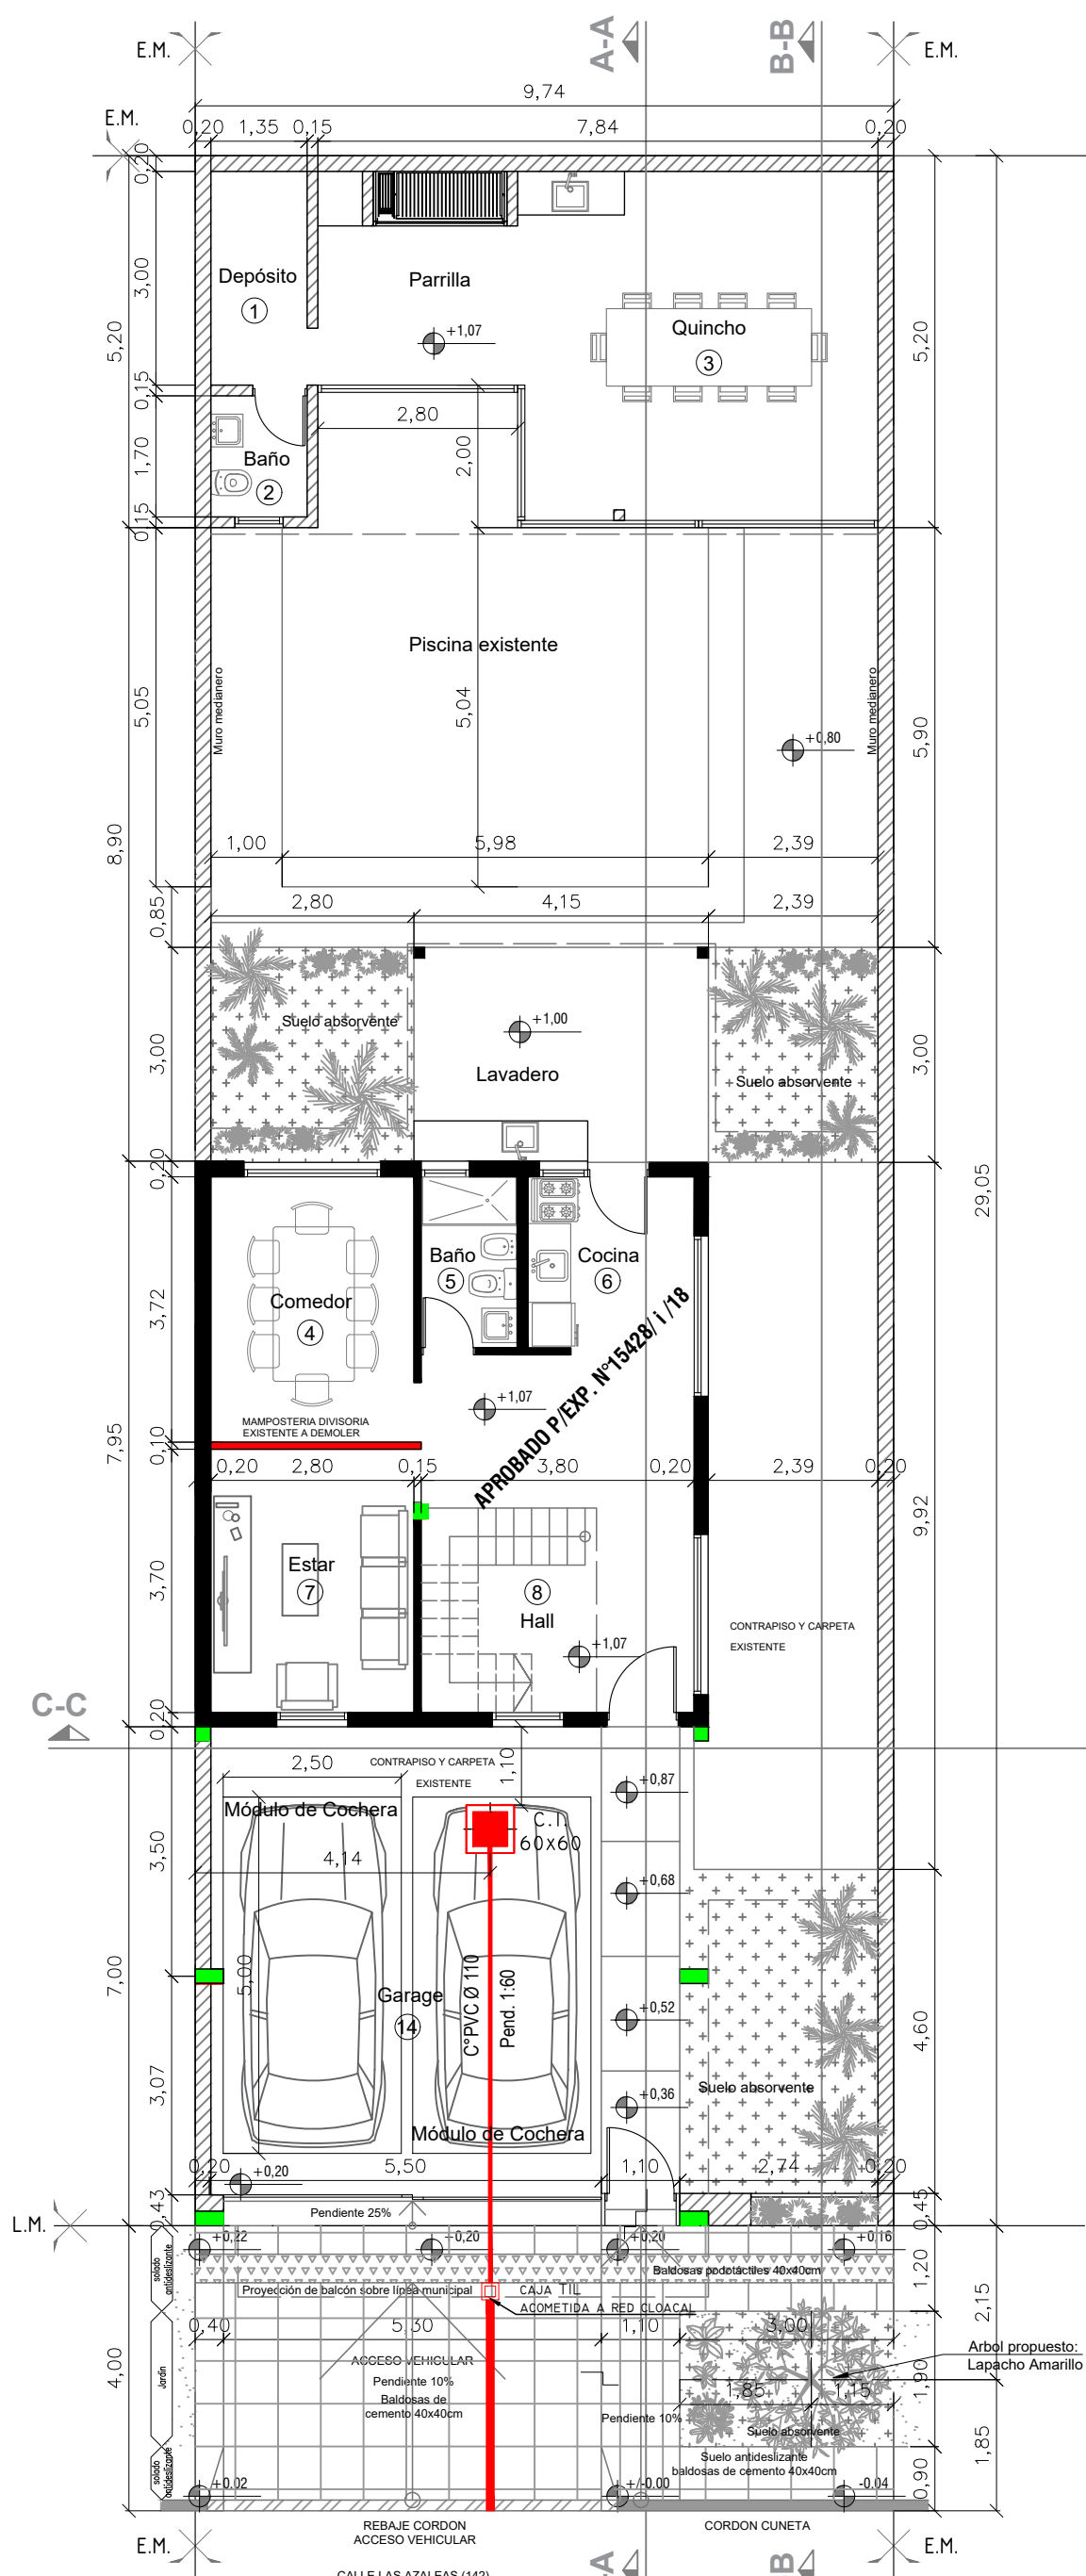 A-A
B-B
E.M.
E.M.
9,74
E.M.
0,20
1,35
0,15
7,84
0,20
0,20
3,00
5,20
5,20
Depósito
1
Parrilla
+1,07
Quincho
3
0,15
2,80
2,00
1,70
Baño
2
0,15
Piscina existente
Muro medianero
Muro medianero
5,05
5,04
+0,80
5,90
8,90
1,00
5,98
2,39
0,85
2,80
4,15
2,39
Suelo absorvente
+1,00
3,00
3,00
Lavadero
Suelo absorvente
0,20
29,05
Baño
5
Cocina
6
Comedor
4
3,72
APROBADO P/EXP. N°15428/ i /18
+1,07
MAMPOSTERIA DIVISORIA
EXISTENTE A DEMOLER
7,95
0,10
0,20
2,80
0,15
3,80
0,20
2,39
0,20
9,92
Estar
7
3,70
8
Hall
CONTRAPISO Y CARPETA
EXISTENTE
+1,07
C-C
0,20
CONTRAPISO Y CARPETA
EXISTENTE
2,50
1,10
+0,87
Módulo de Cochera
C.I.
60x60
3,50
4,14
+0,68
7,00
5,00
Garage
14
C°PVC Ø 110
Pend. 1:60
+0,52
4,60
3,07
+0,36
Suelo absorvente
Módulo de Cochera
0,20
+0,20
5,50
1,10
2,74
0,20
0,43
Pendiente 25%
0,45
L.M.
+0,22
+0,20
+0,20
+0,16
solado
antideslizante
Baldosas podotáctiles 40x40cm
1,20
Proyección de balcón sobre línea municipal
CAJA TIL
ACOMETIDA A RED CLOACAL
2,15
0,40
5,30
1,10
3,00
4,00
Jardín
ACCESO VEHICULAR
Pendiente 10%
Baldosas de
cemento 40x40cm
Arbol propuesto:
Lapacho Amarillo
1,90
1,85
1,15
Pendiente 10%
Suelo absorvente
1,85
solado
antideslizante
Suelo antideslizante
baldosas de cemento 40x40cm
0,90
+0.02
+/-0.00
-0.04
REBAJE CORDON
ACCESO VEHICULAR
CORDON CUNETA
E.M.
E.M.
CALLE LAS AZALEAS (142)
A
B